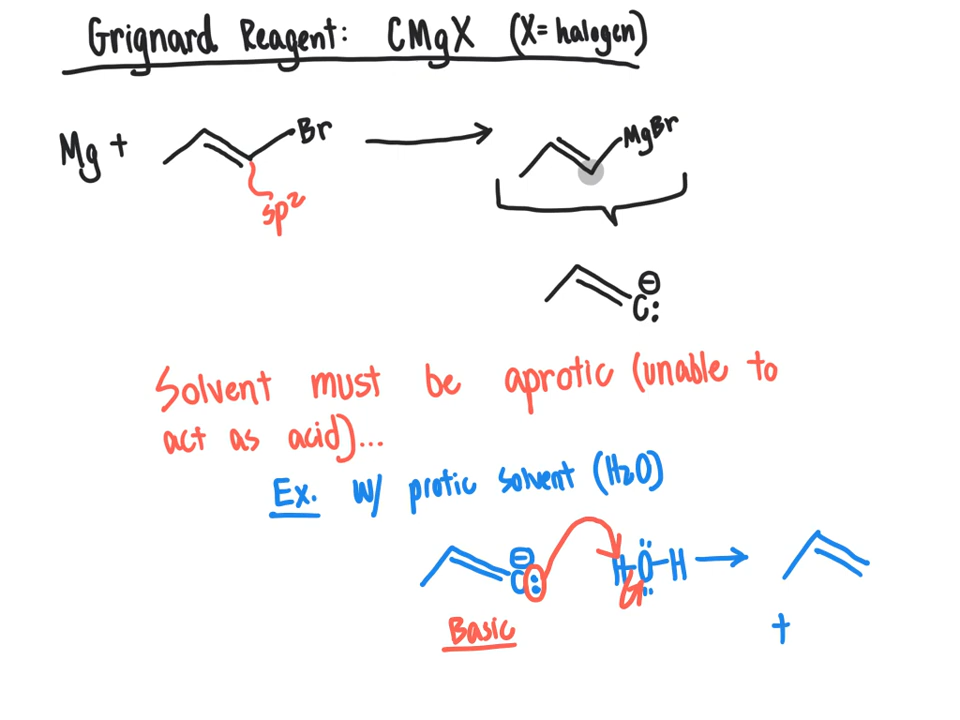 Grignard Reagent: CMgX (X = halogen)
Mg + Br MgBr
sp²
⊖
C:
Solvent must be aprotic (unable to
act as acid)...
Ex. w/ protic solvent (H₂O)
⊖
C: H-Ö-H
Basic +